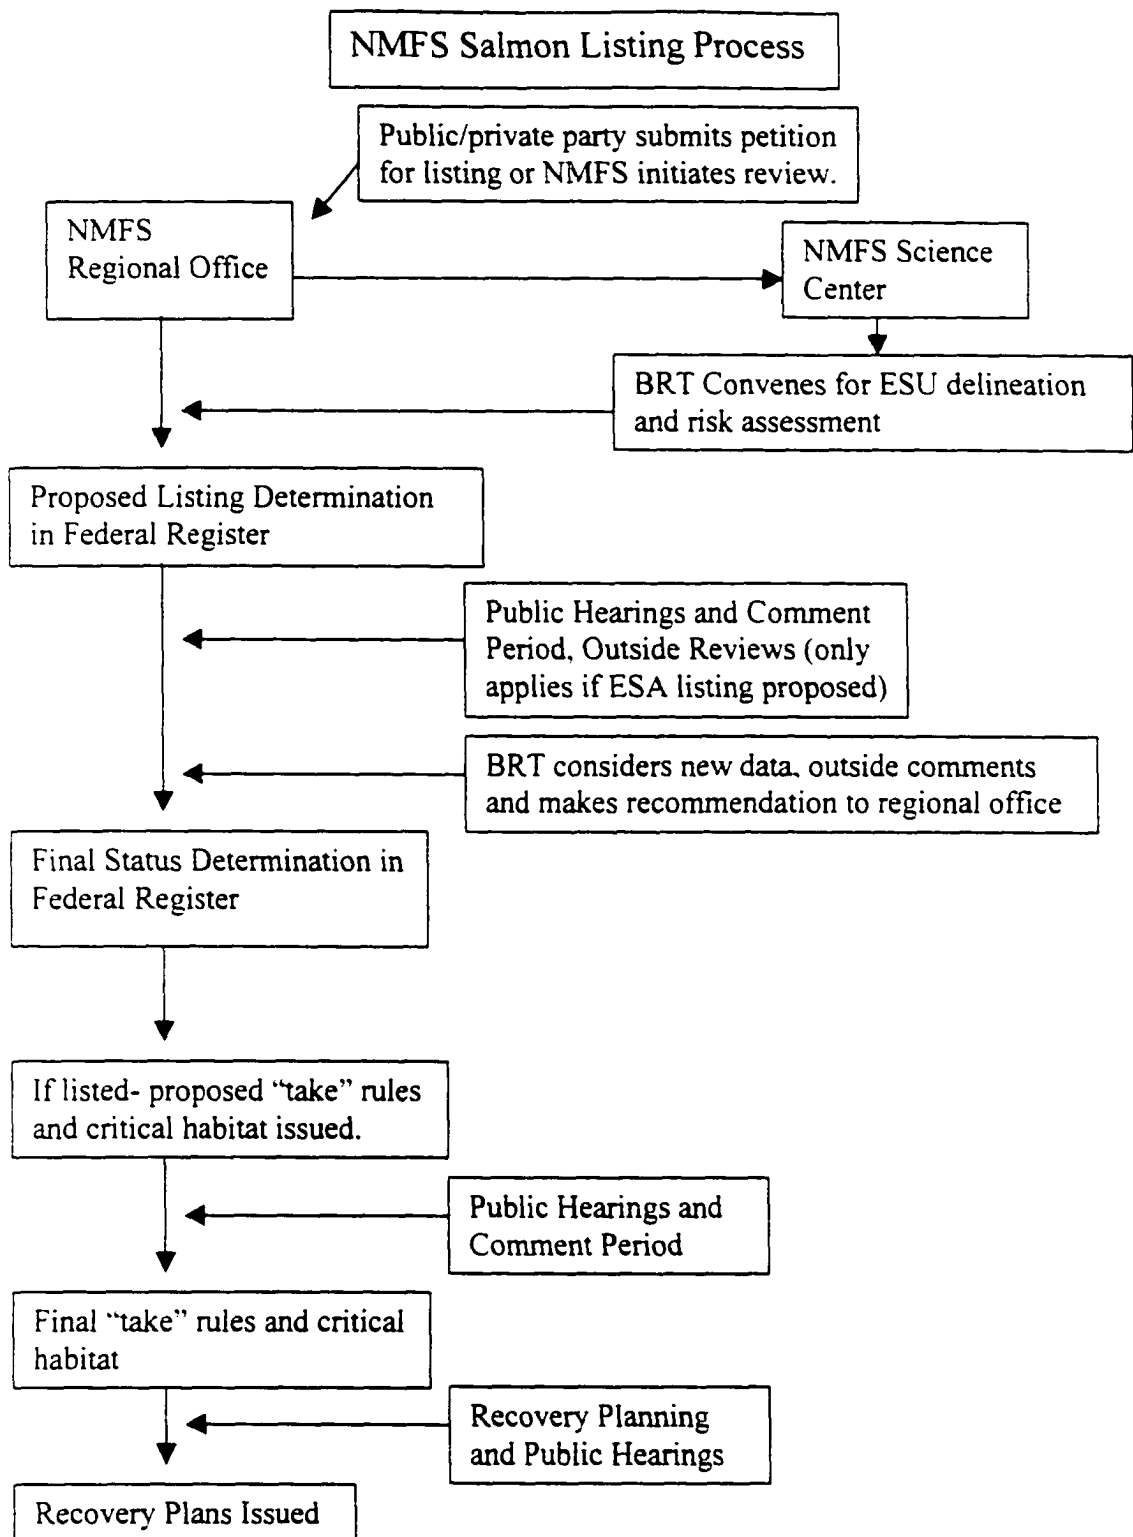 NMFS Salmon Listing Process
Public/private party submits petition
for listing or NMFS initiates review.
NMFS
Regional Office
NMFS Science
Center
BRT Convenes for ESU delineation
and risk assessment
Proposed Listing Determination
in Federal Register
Public Hearings and Comment
Period, Outside Reviews (only
applies if ESA listing proposed)
BRT considers new data, outside comments
and makes recommendation to regional office
Final Status Determination in
Federal Register
If listed- proposed “take” rules
and critical habitat issued.
Public Hearings and
Comment Period
Final “take” rules and critical
habitat
Recovery Planning
and Public Hearings
Recovery Plans Issued